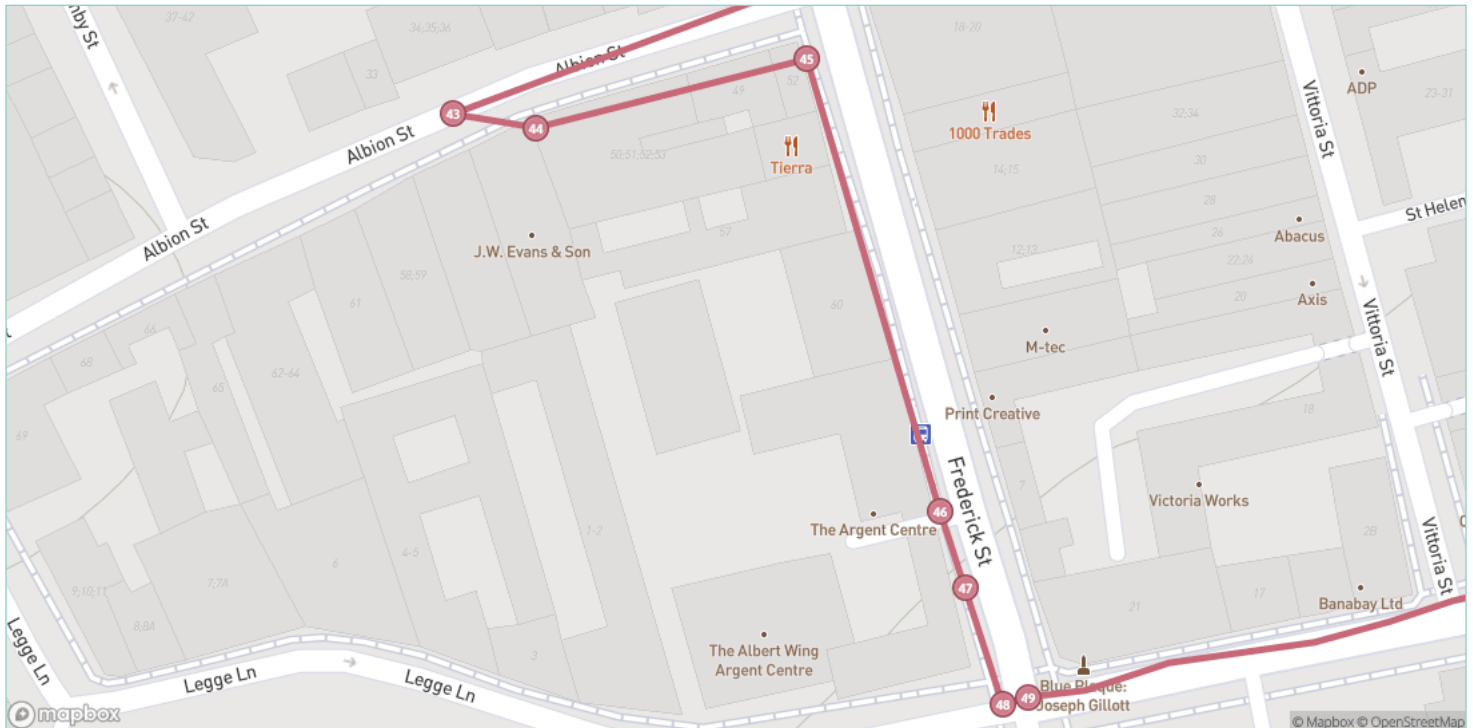 nby St
37-42
34;35;36
33
Albion St
43
44
45
49
52
50;51;52;53
Tierra
18-20
1000 Trades
14;15
Vittoria St
ADP
23-31
32;34
30
28
26
22;24
20
St Helen
Abacus
Axis
12-13
M-tec
Print Creative
Albion St
Albion St
J.W. Evans & Son
57
60
58;59
61
66
68
65
62-64
69
7
18
Vittoria St
Victoria Works
2B
Vittoria St
Frederick St
46
The Argent Centre
47
1-2
4-5
6
7;7A
9;10;11
8;8A
3
Legge Ln
Legge Ln
Legge Ln
The Albert Wing
Argent Centre
21
17
Banabay Ltd
48
49
Blue Plaque:
Joseph Gillott
mapbox
© Mapbox © OpenStreetMap